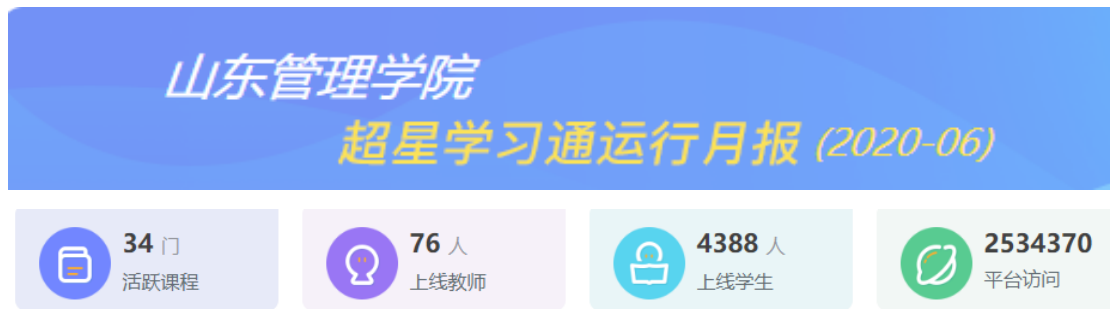 山东管理学院
超星学习通运行月报 (2020-06)
34 门
活跃课程
76 人
上线教师
4388 人
上线学生
2534370
平台访问